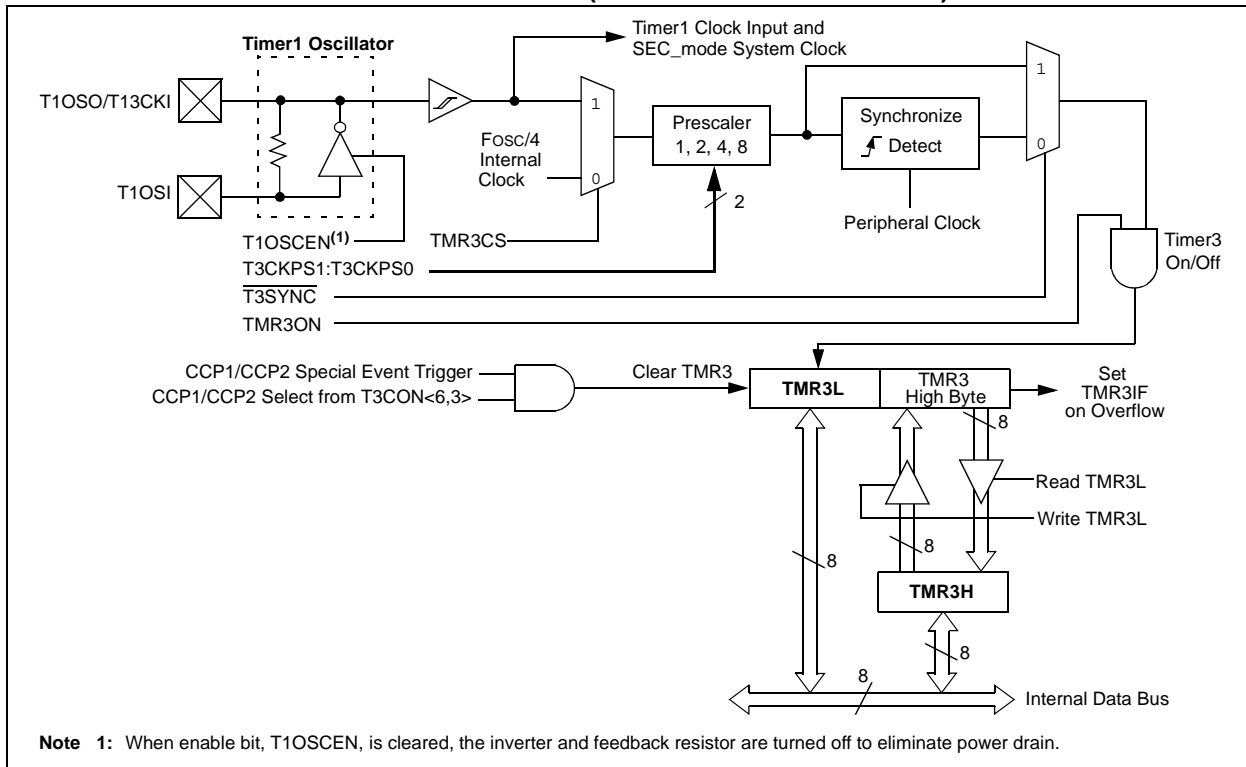 Timer1 Clock Input and
SEC_mode System Clock
Timer1 Oscillator
T1OSO/T13CKI
T1OSI
1
FOSC/4
Internal
Clock
0
Prescaler
1, 2, 4, 8
2
Synchronize
Detect
1
0
Peripheral Clock
T1OSCEN(1)
TMR3CS
T3CKPS1:T3CKPS0
T3SYNC
TMR3ON
Timer3
On/Off
CCP1/CCP2 Special Event Trigger
CCP1/CCP2 Select from T3CON<6,3>
Clear TMR3
TMR3L
TMR3
High Byte
Set
TMR3IF
on Overflow
8
Read TMR3L
Write TMR3L
8
8
TMR3H
8
8
Internal Data Bus
Note 1: When enable bit, T1OSCEN, is cleared, the inverter and feedback resistor are turned off to eliminate power drain.